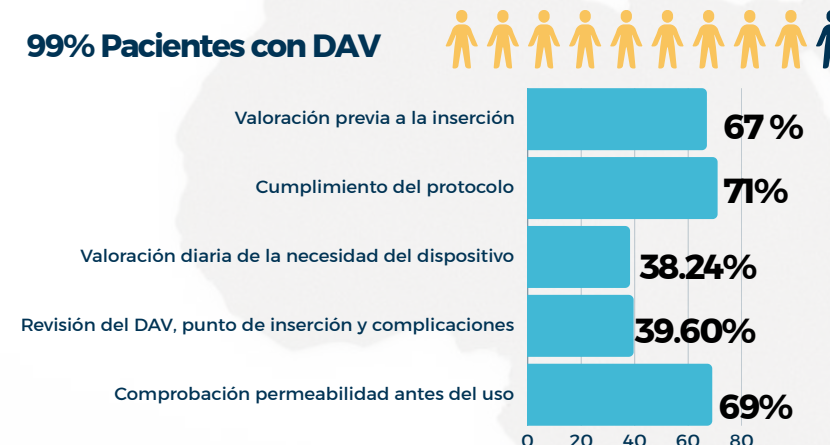 99% Pacientes con DAV
Valoración previa a la inserción
67 %
Cumplimiento del protocolo
71%
Valoración diaria de la necesidad del dispositivo
38.24%
Revisión del DAV, punto de inserción y complicaciones
39.60%
Comprobación permeabilidad antes del uso
69%
0 20 40 60 80